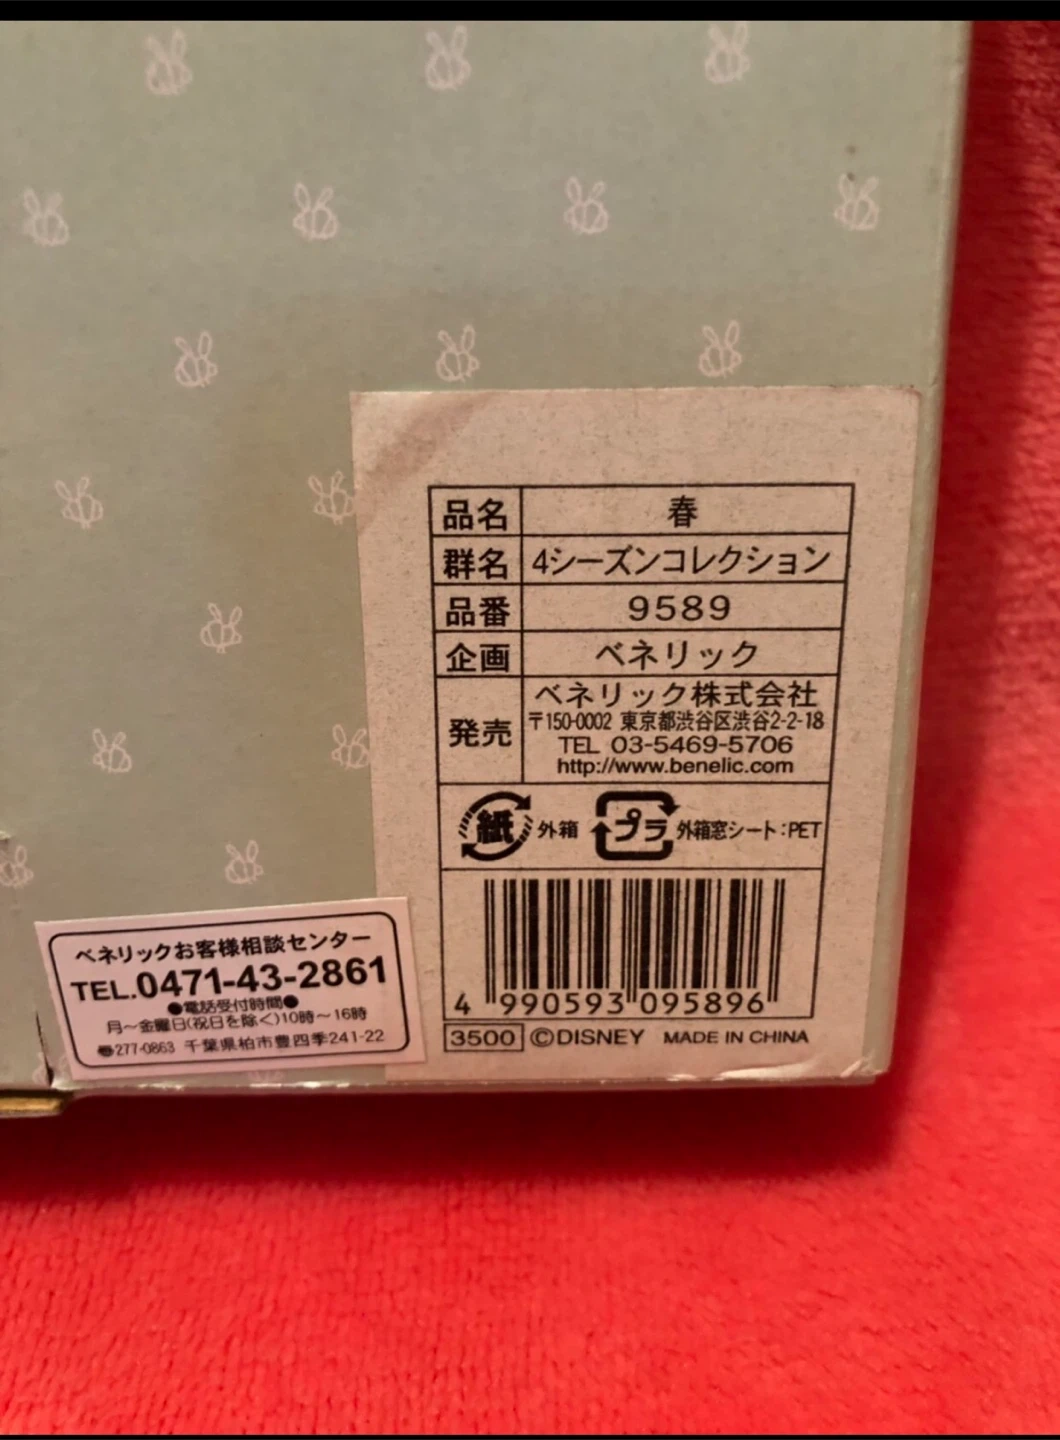 品名 春
群名 4シーズンコレクション
品番 9589
企画 ベネリック
発売 ベネリック株式会社
〒150-0002 東京都渋谷区渋谷2-2-18
TEL 03-5469-5706
http://www.benelic.com
紙 外箱 プラ 外箱窓シート:PET
4 990593 095896
3500 ©DISNEY MADE IN CHINA
ベネリックお客様相談センター
TEL.0471-43-2861
●電話受付時間●
月〜金曜日(祝日を除く)10時〜16時
277-0863 千葉県柏市豊四季241-22